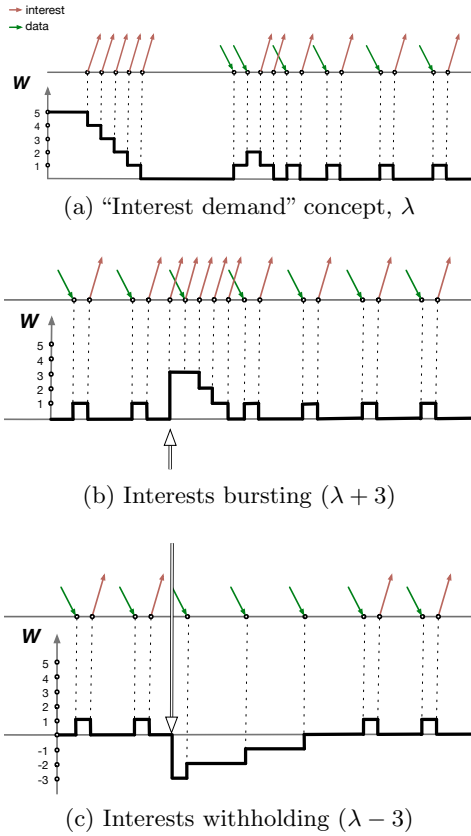 interest
data
W
5
4
3
2
1
(a) “Interest demand” concept, λ
W
5
4
3
2
1
(b) Interests bursting (λ + 3)
W
5
4
3
2
1
-1
-2
-3
(c) Interests withholding (λ − 3)